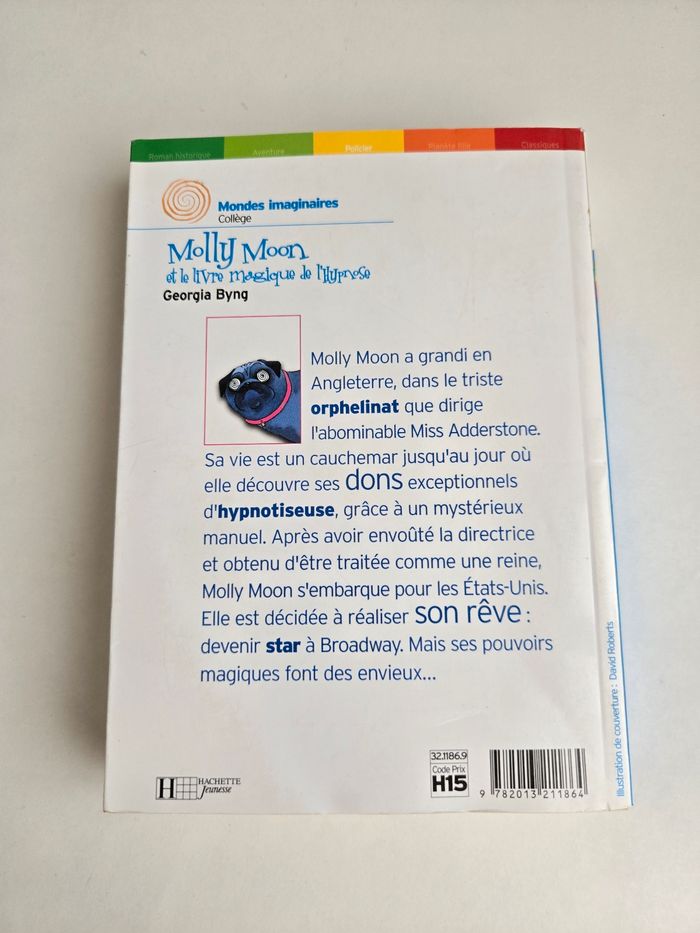 Roman historique
Aventure
Policier
Planète fille
Classiques
Mondes imaginaires
Collège
Molly Moon
et le livre magique de l'Hypnose
Georgia Byng
Molly Moon a grandi en
Angleterre, dans le triste
orphelinat que dirige
l'abominable Miss Adderstone.
Sa vie est un cauchemar jusqu'au jour où
elle découvre ses dons exceptionnels
d'hypnotiseuse, grâce à un mystérieux
manuel. Après avoir envoûté la directrice
et obtenu d'être traitée comme une reine,
Molly Moon s'embarque pour les États-Unis.
Elle est décidée à réaliser son rêve :
devenir star à Broadway. Mais ses pouvoirs
magiques font des envieux...
H HACHETTE
Jeunesse
32.1186.9
Code Prix
H15
9 782013 211864
Illustration de couverture : David Roberts